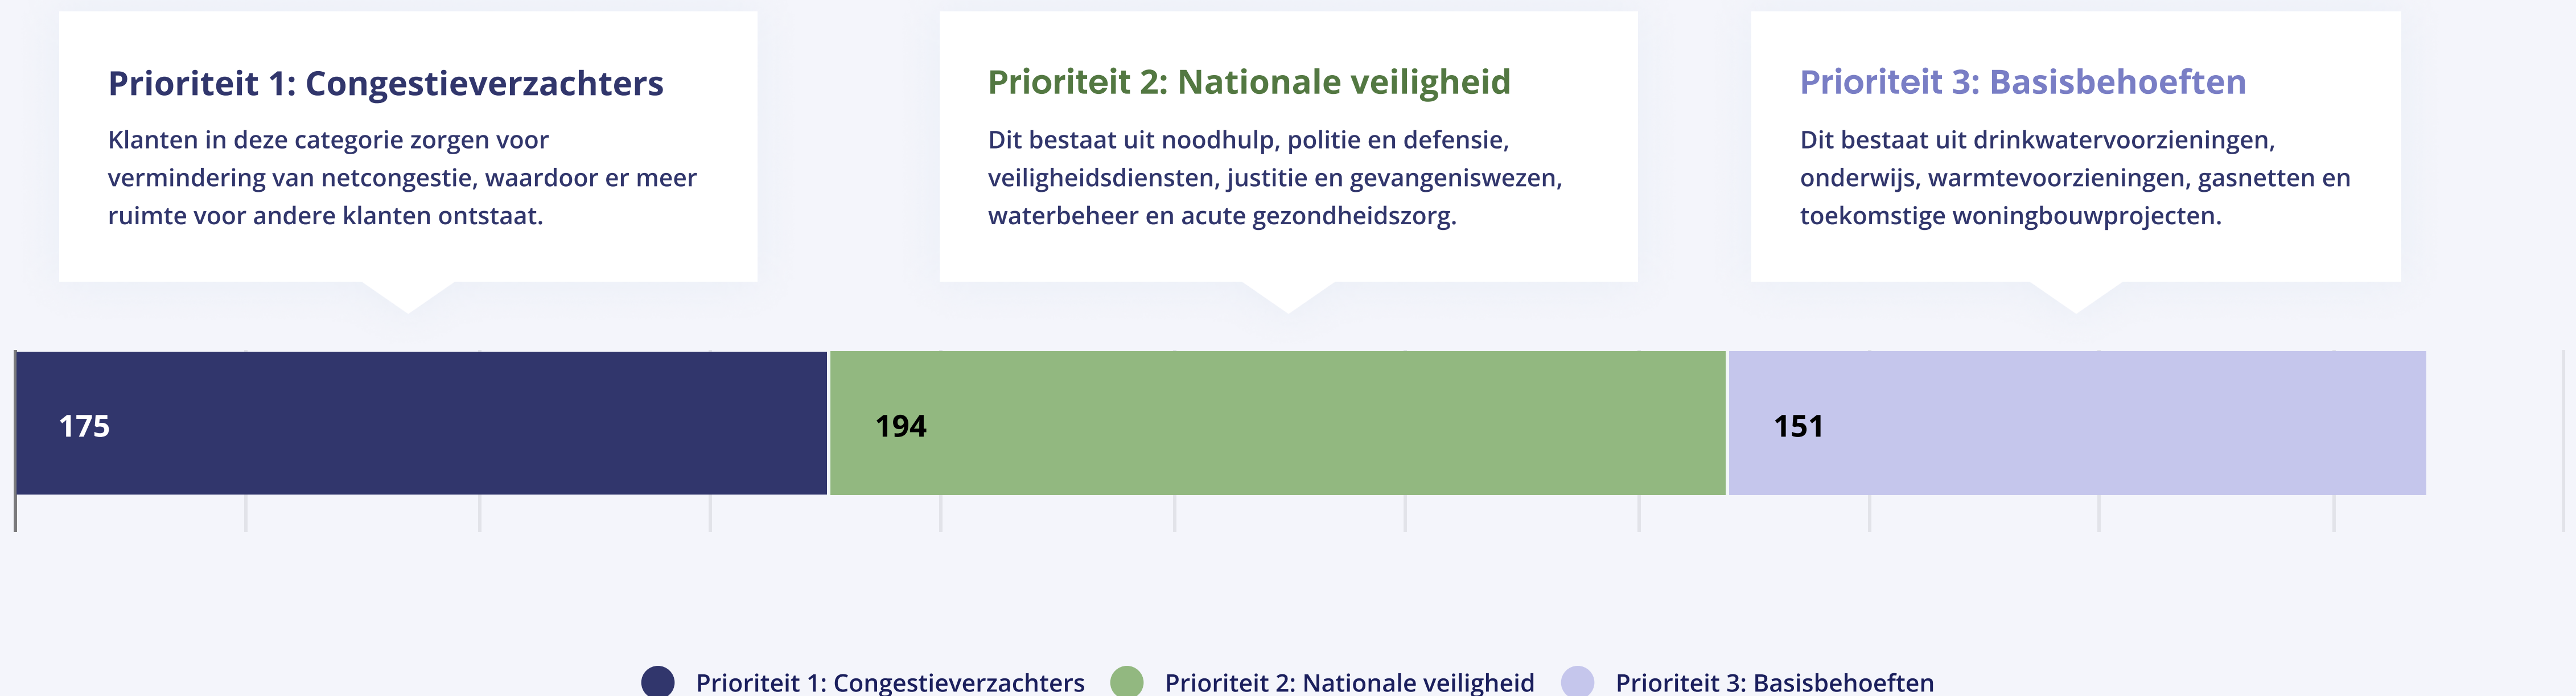 Prioriteit 1: Congestieverzachters
Klanten in deze categorie zorgen voor
vermindering van netcongestie, waardoor er meer
ruimte voor andere klanten ontstaat.
Prioriteit 2: Nationale veiligheid
Dit bestaat uit noodhulp, politie en defensie,
veiligheidsdiensten, justitie en gevangeniswezen,
waterbeheer en acute gezondheidszorg.
Prioriteit 3: Basisbehoeften
Dit bestaat uit drinkwatervoorzieningen,
onderwijs, warmtevoorzieningen, gasnetten en
toekomstige woningbouwprojecten.
175
194
151
Prioriteit 1: Congestieverzachters
Prioriteit 2: Nationale veiligheid
Prioriteit 3: Basisbehoeften